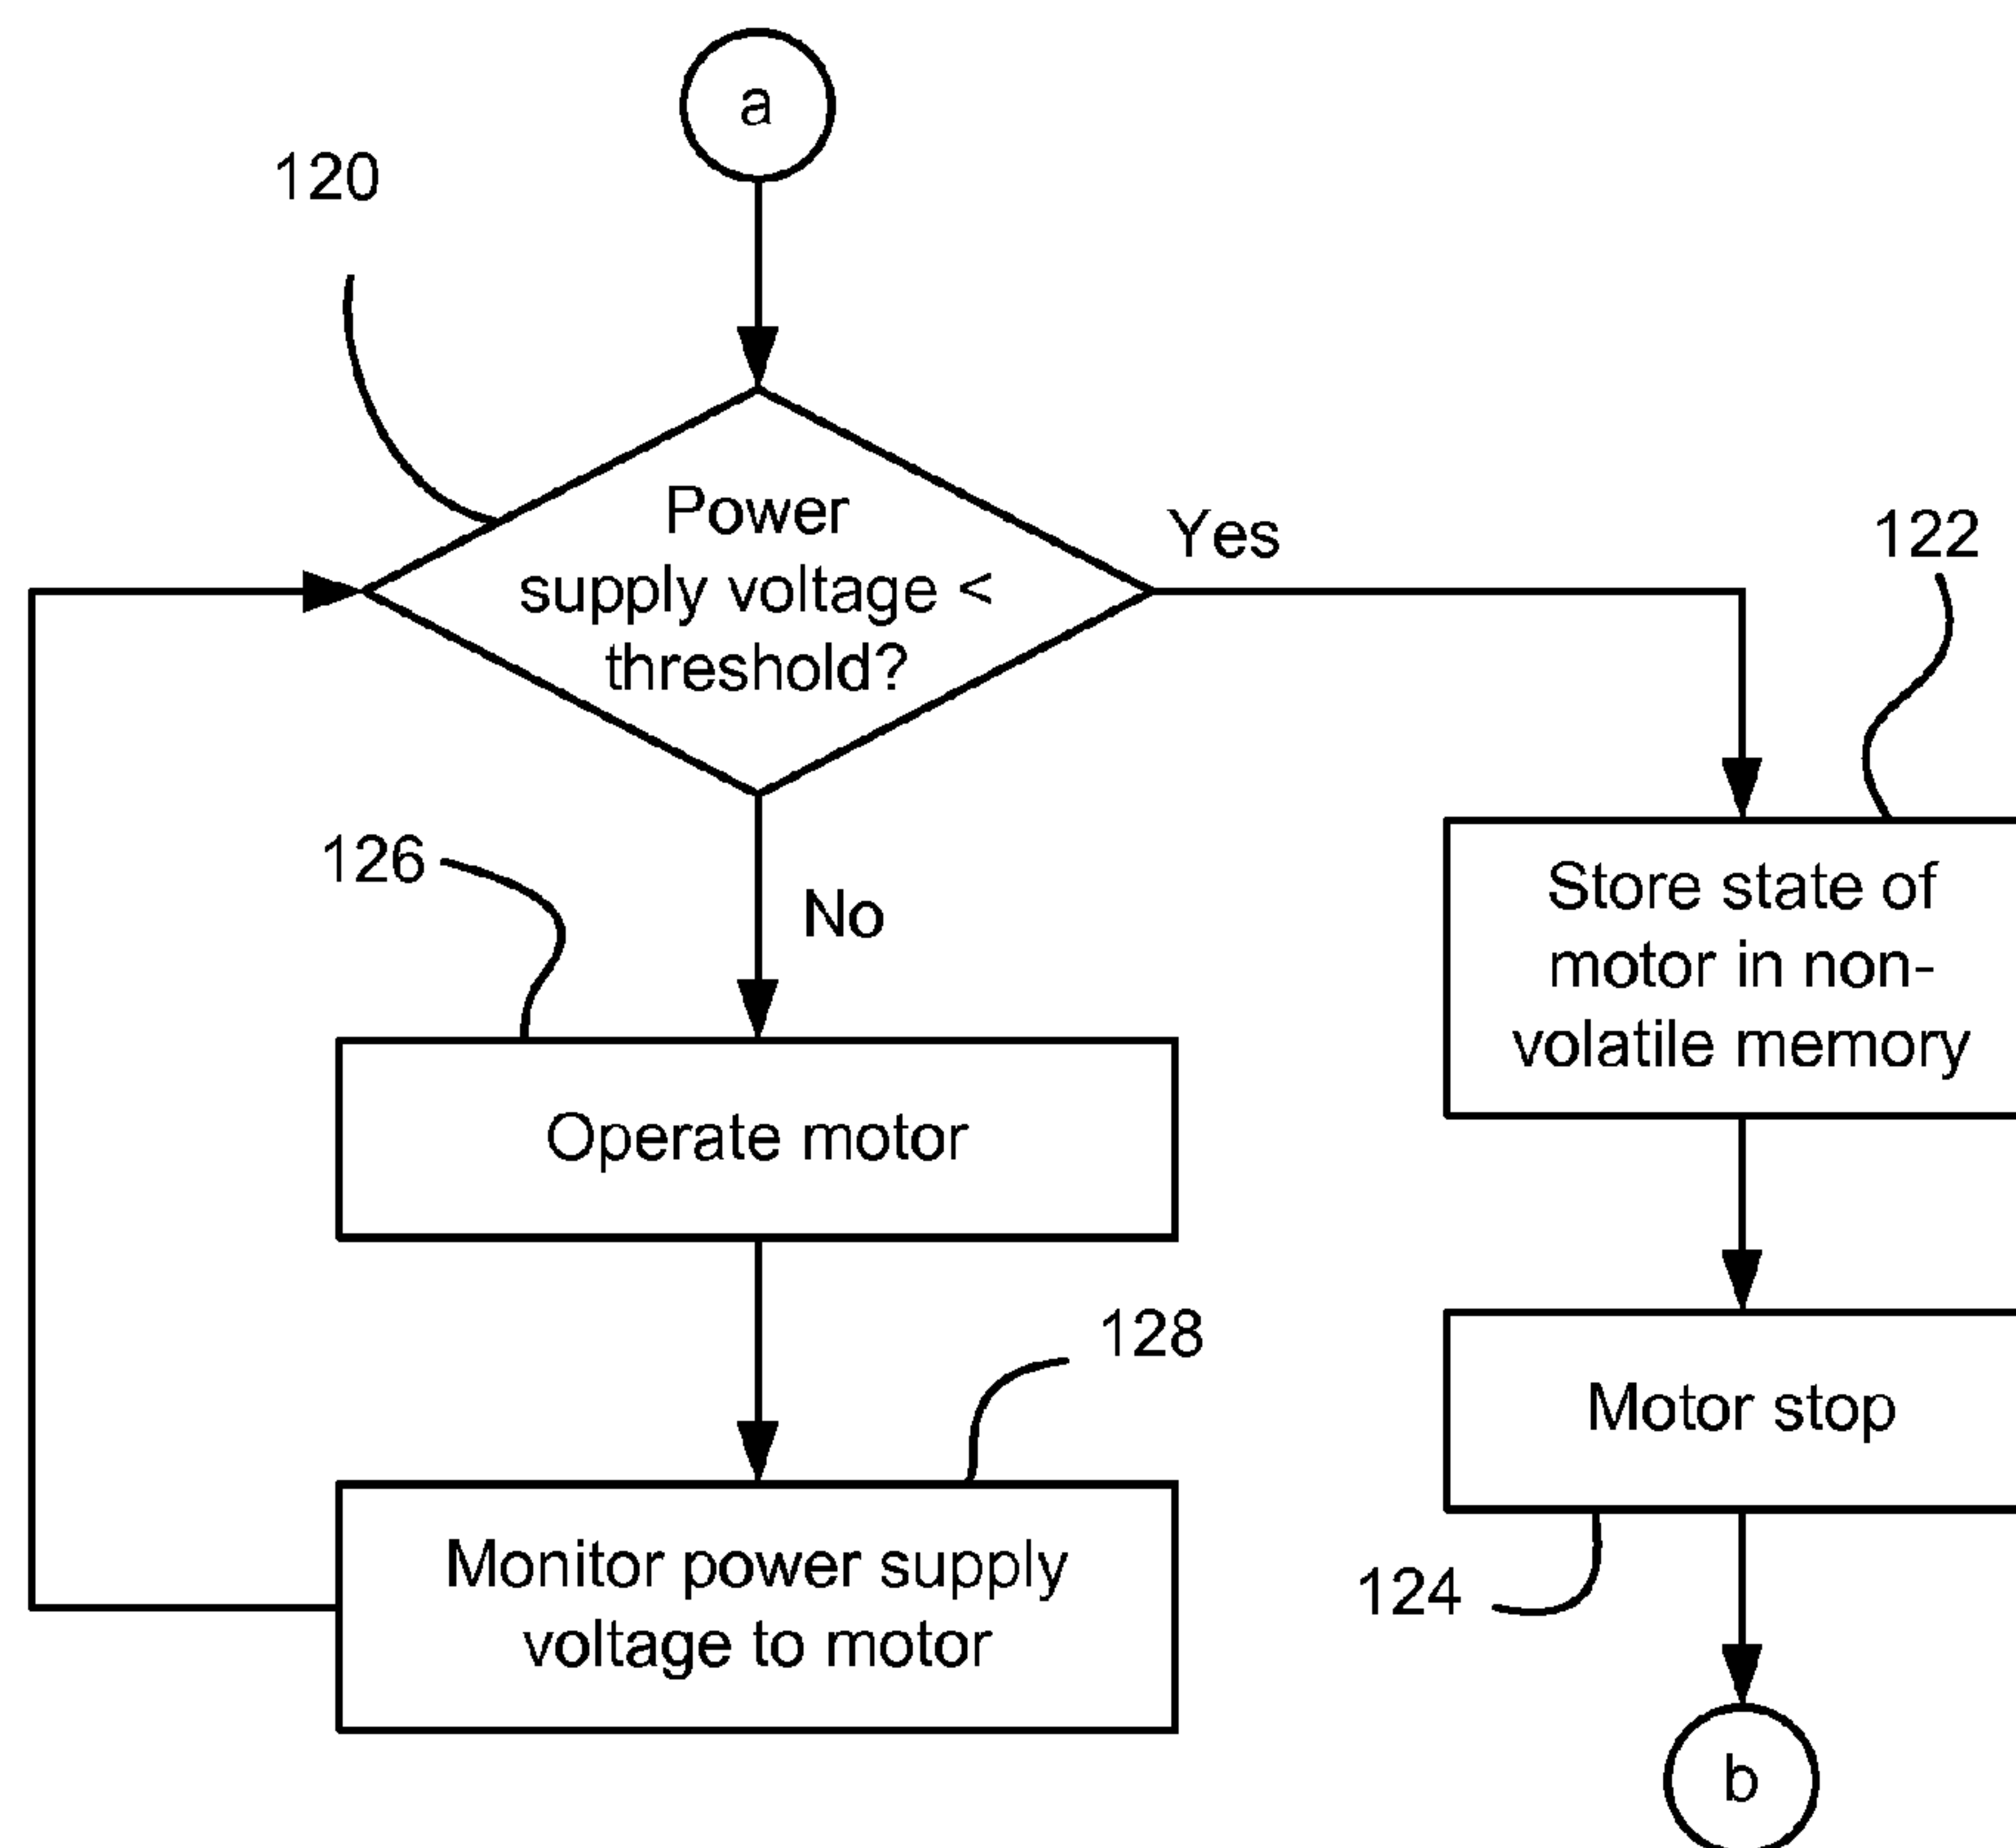 a
120
Power
supply voltage <
threshold?
Yes
122
126
No
Store state of
motor in non-
volatile memory
Operate motor
128
Motor stop
Monitor power supply
voltage to motor
124
b